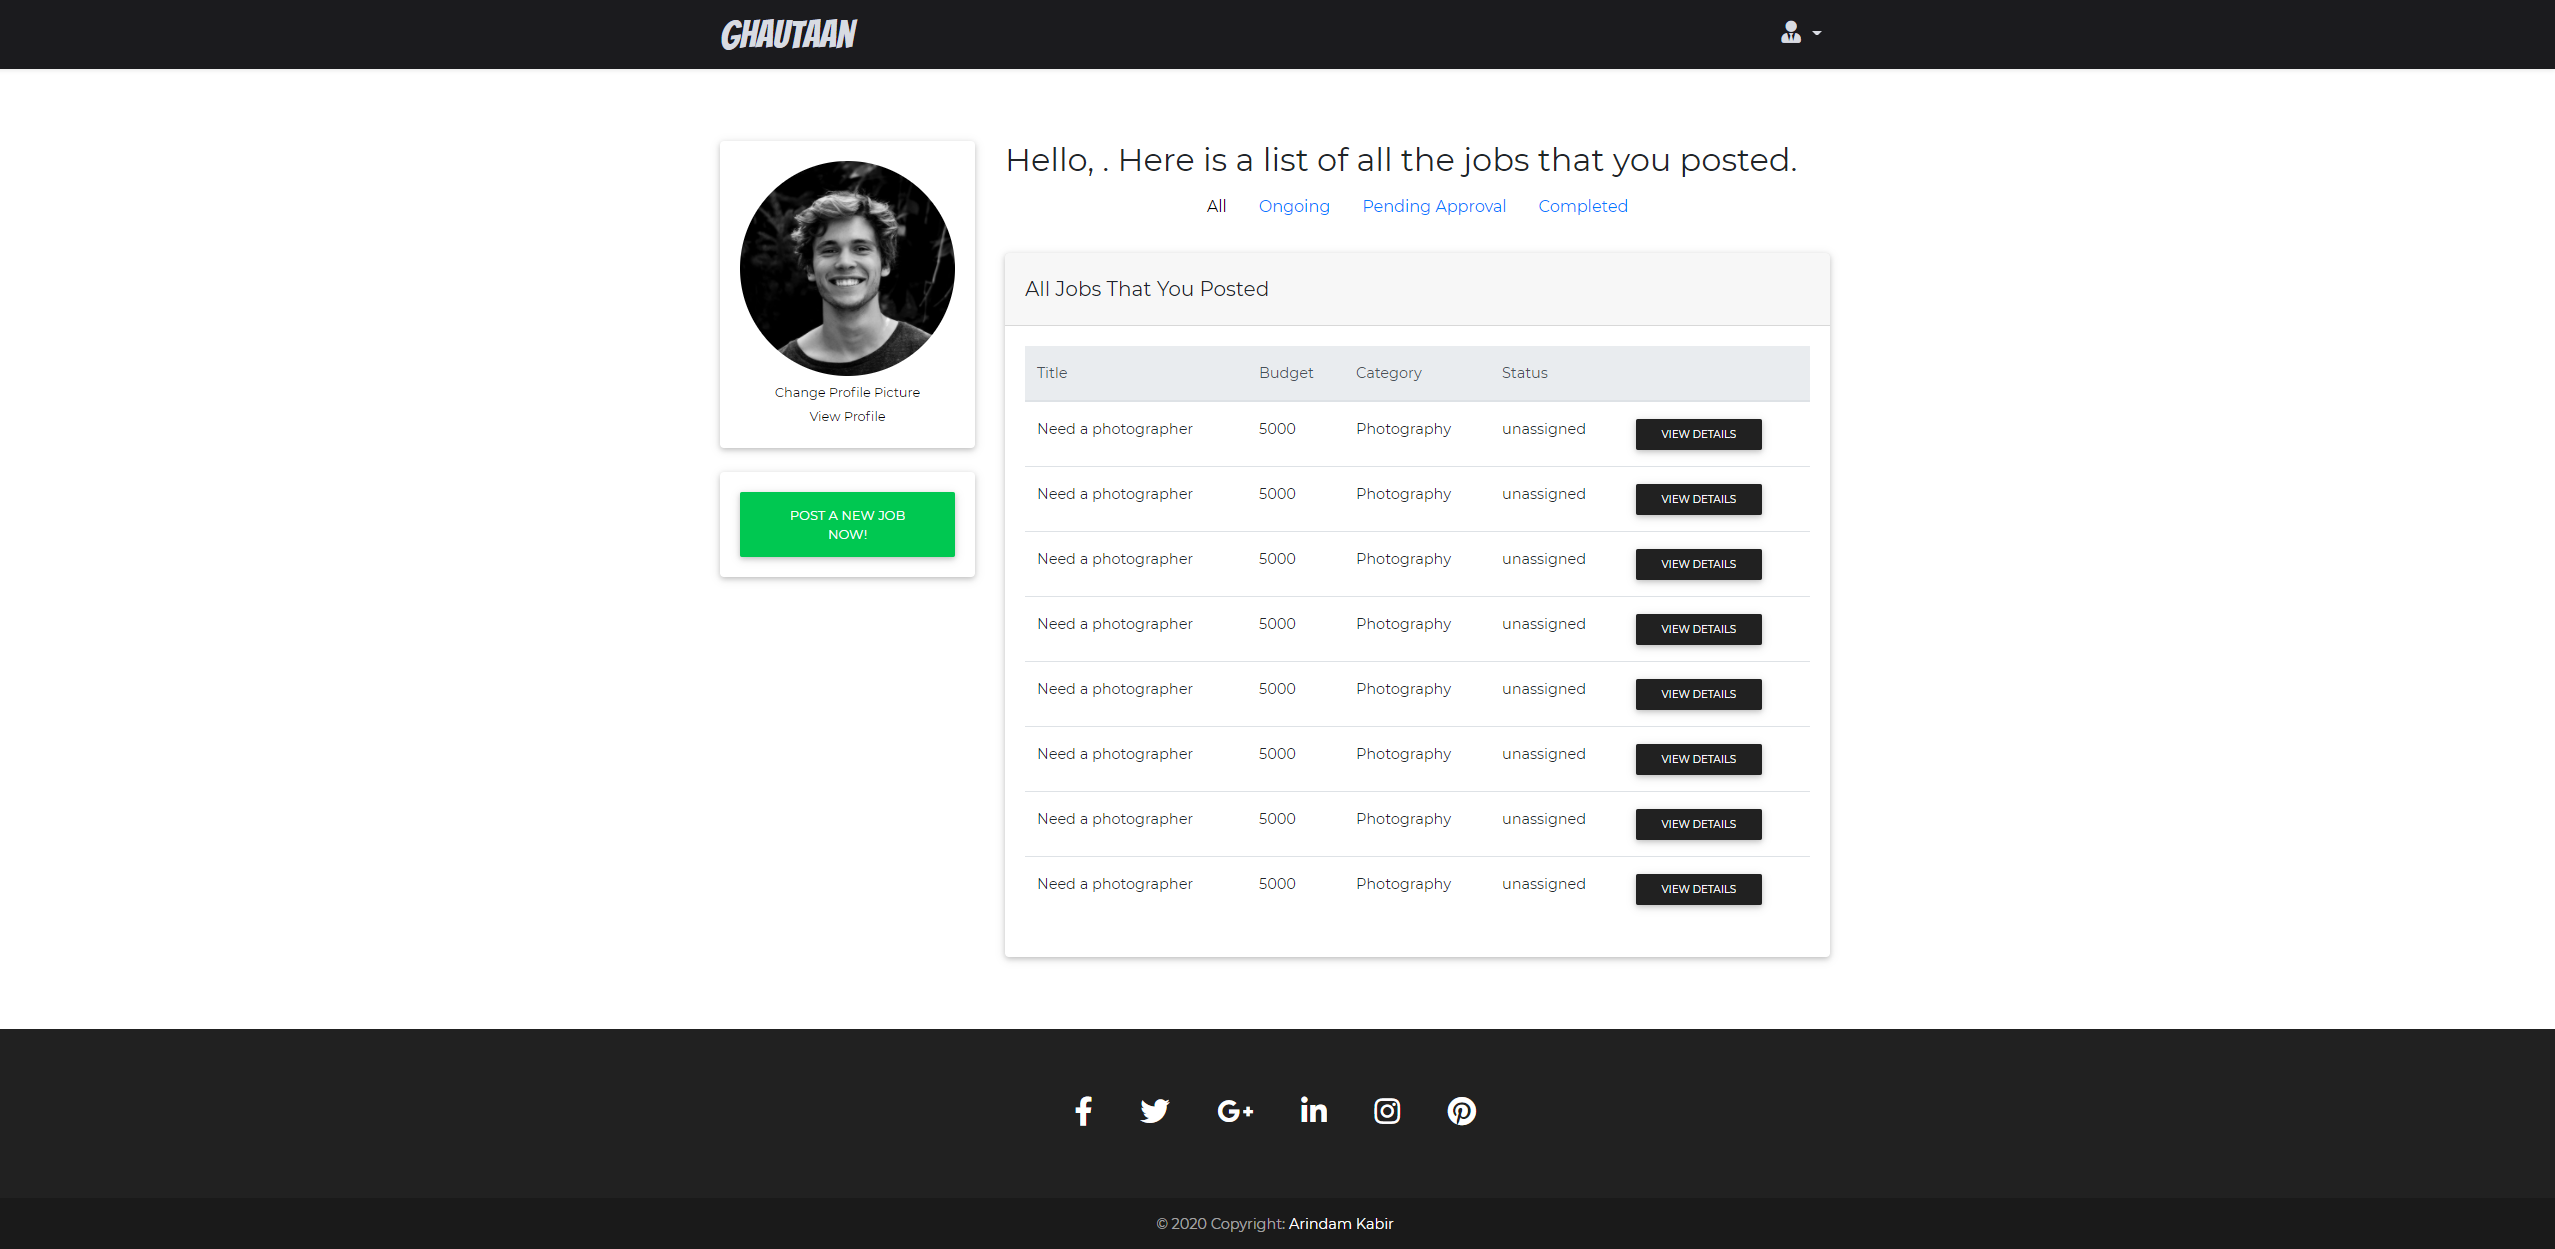 GHAUTAAN
Hello, . Here is a list of all the jobs that you posted.
All Ongoing Pending Approval Completed
Change Profile Picture
View Profile
POST A NEW JOB
NOW!
All Jobs That You Posted
Title Budget Category Status
Need a photographer 5000 Photography unassigned VIEW DETAILS
Need a photographer 5000 Photography unassigned VIEW DETAILS
Need a photographer 5000 Photography unassigned VIEW DETAILS
Need a photographer 5000 Photography unassigned VIEW DETAILS
Need a photographer 5000 Photography unassigned VIEW DETAILS
Need a photographer 5000 Photography unassigned VIEW DETAILS
Need a photographer 5000 Photography unassigned VIEW DETAILS
Need a photographer 5000 Photography unassigned VIEW DETAILS
© 2020 Copyright: Arindam Kabir